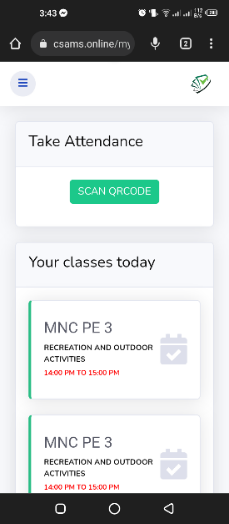 3:43
csams.online/my
2
Take Attendance
SCAN QRCODE
Your classes today
MNC PE 3
RECREATION AND OUTDOOR
ACTIVITIES
14:00 PM TO 15:00 PM
MNC PE 3
RECREATION AND OUTDOOR
ACTIVITIES
14:00 PM TO 15:00 PM